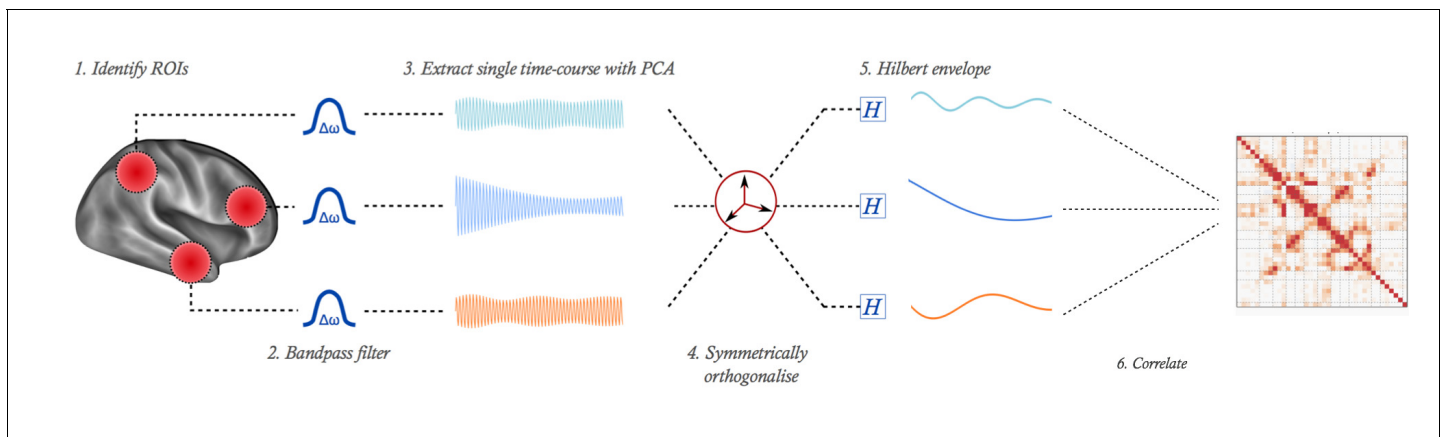 1. Identify ROIs
3. Extract single time-course with PCA
5. Hilbert envelope
Δω
H
Δω
H
Δω
H
2. Bandpass filter
4. Symmetrically
orthogonalise
6. Correlate